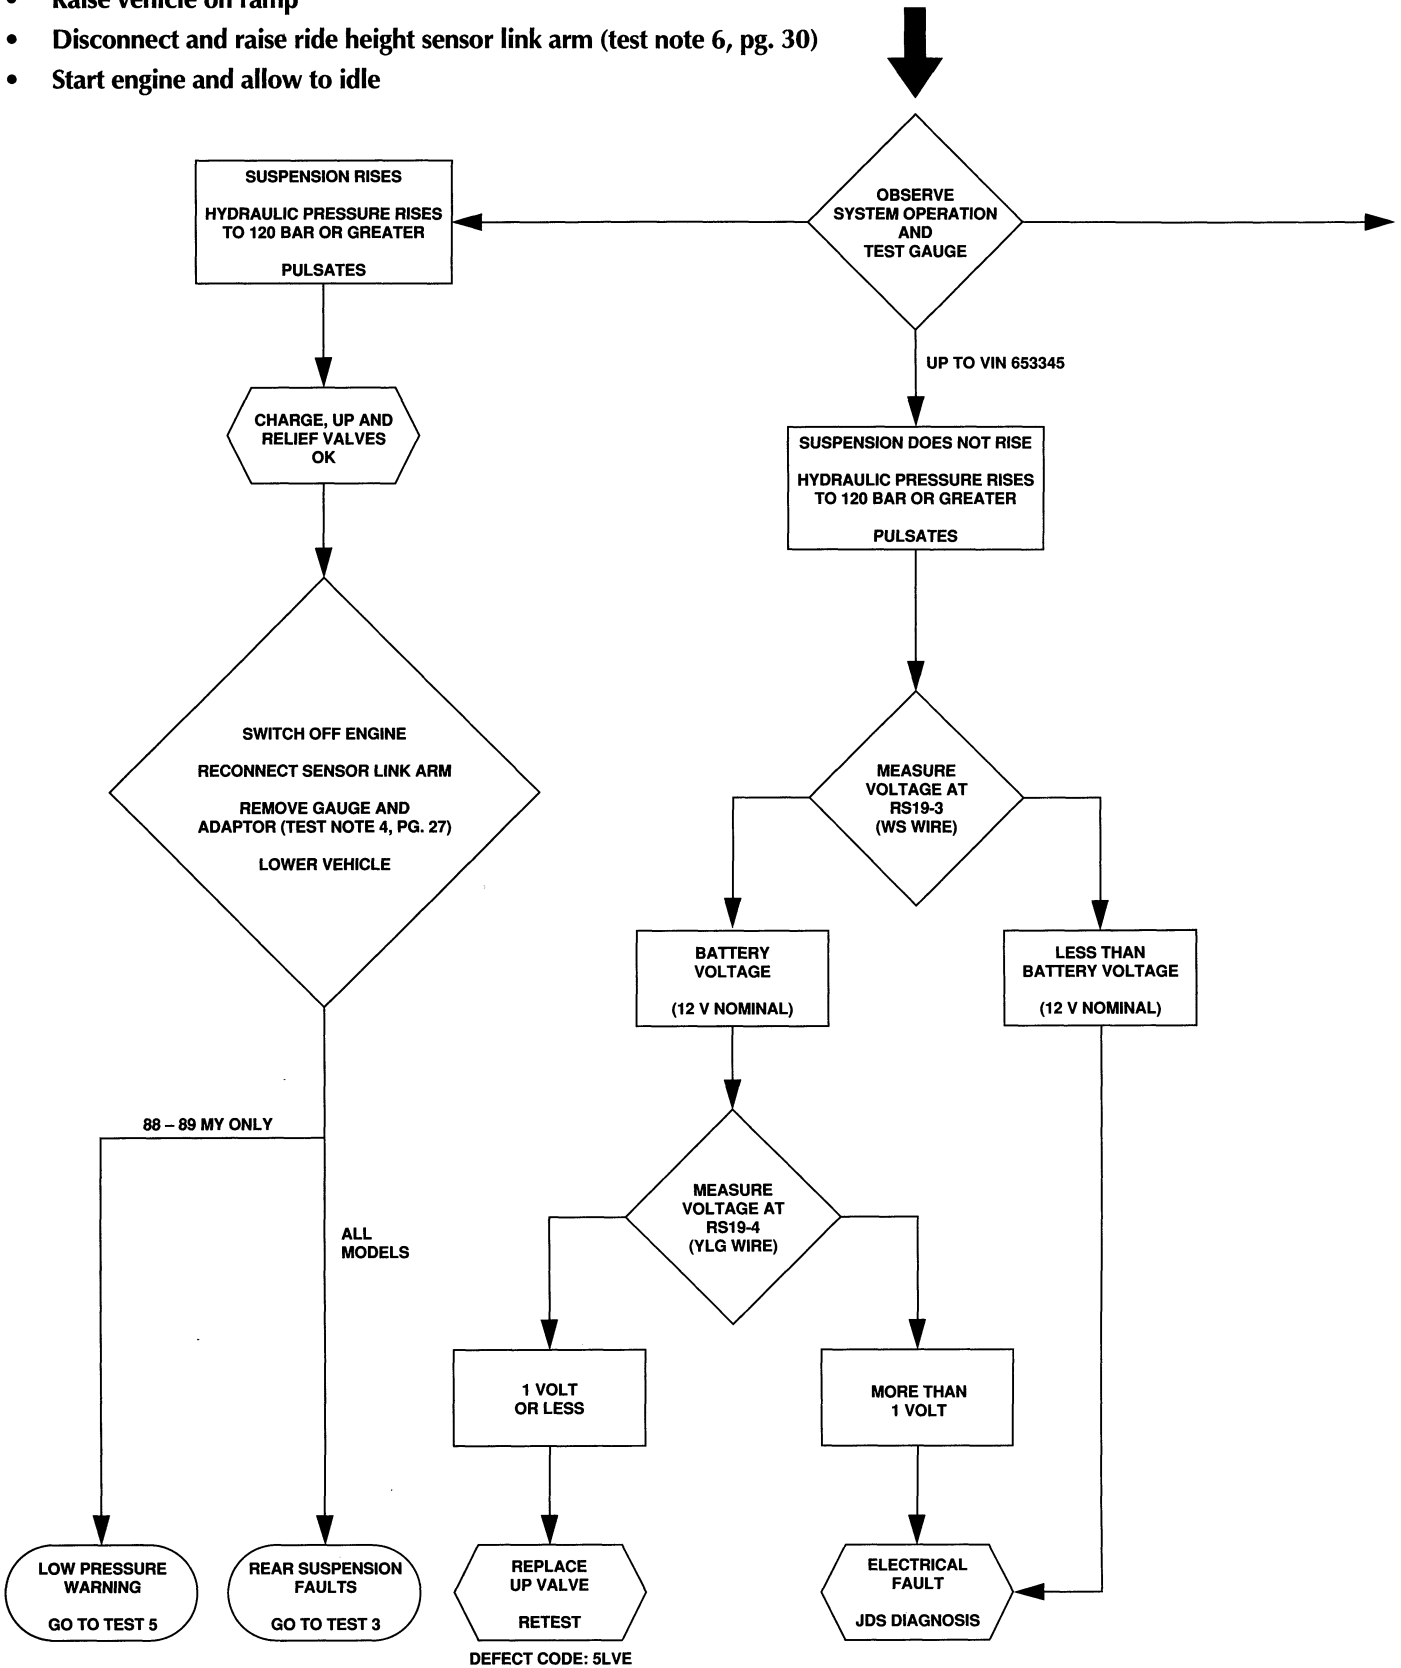 • Raise vehicle on ramp
• Disconnect and raise ride height sensor link arm (test note 6, pg. 30)
• Start engine and allow to idle
OBSERVE
SYSTEM OPERATION
AND
TEST GAUGE
SUSPENSION RISES
HYDRAULIC PRESSURE RISES
TO 120 BAR OR GREATER
PULSATES
UP TO VIN 653345
CHARGE, UP AND
RELIEF VALVES
OK
SUSPENSION DOES NOT RISE
HYDRAULIC PRESSURE RISES
TO 120 BAR OR GREATER
PULSATES
SWITCH OFF ENGINE
RECONNECT SENSOR LINK ARM
REMOVE GAUGE AND
ADAPTOR (TEST NOTE 4, PG. 27)
LOWER VEHICLE
MEASURE
VOLTAGE AT
RS19-3
(WS WIRE)
BATTERY
VOLTAGE
(12 V NOMINAL)
LESS THAN
BATTERY VOLTAGE
(12 V NOMINAL)
88 – 89 MY ONLY
ALL
MODELS
MEASURE
VOLTAGE AT
RS19-4
(YLG WIRE)
1 VOLT
OR LESS
MORE THAN
1 VOLT
LOW PRESSURE
WARNING
GO TO TEST 5
REAR SUSPENSION
FAULTS
GO TO TEST 3
REPLACE
UP VALVE
RETEST
DEFECT CODE: 5LVE
ELECTRICAL
FAULT
JDS DIAGNOSIS